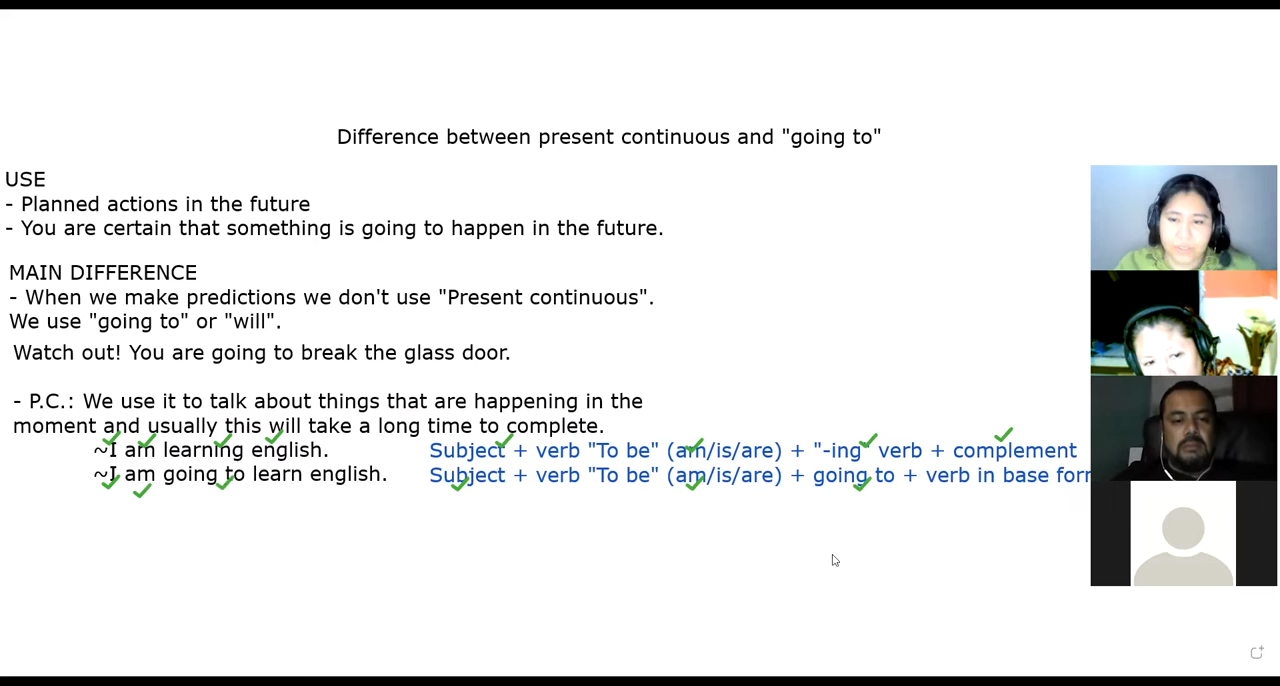 Difference between present continuous and "going to"
USE
- Planned actions in the future
- You are certain that something is going to happen in the future.
MAIN DIFFERENCE
- When we make predictions we don't use "Present continuous".
We use "going to" or "will".
Watch out! You are going to break the glass door.
- P.C.: We use it to talk about things that are happening in the
moment and usually this will take a long time to complete.
~I am learning english. Subject + verb "To be" (am/is/are) + "-ing" verb + complement
~I am going to learn english. Subject + verb "To be" (am/is/are) + going to + verb in base